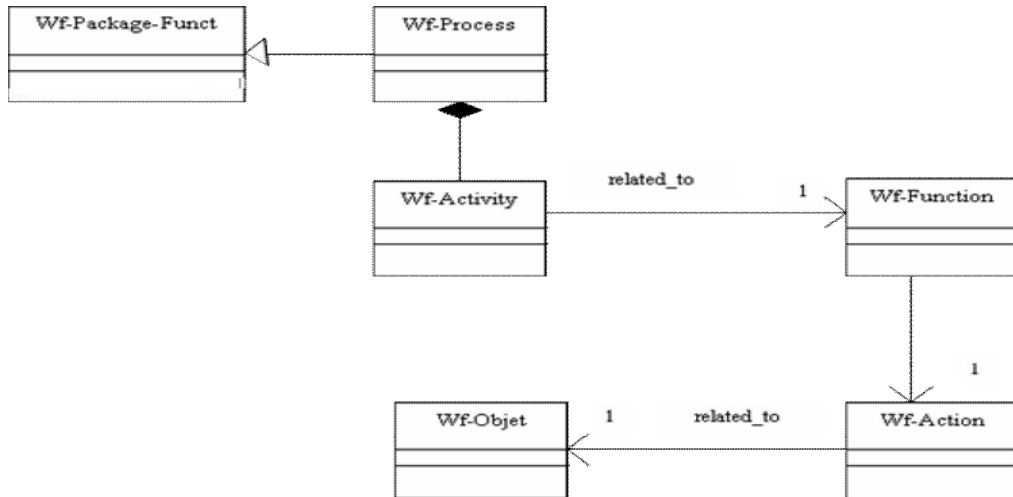 Wf-Package-Funct
Wf-Process
Wf-Activity
related_to
1
Wf-Function
1
Wf-Objet
1
related_to
Wf-Action